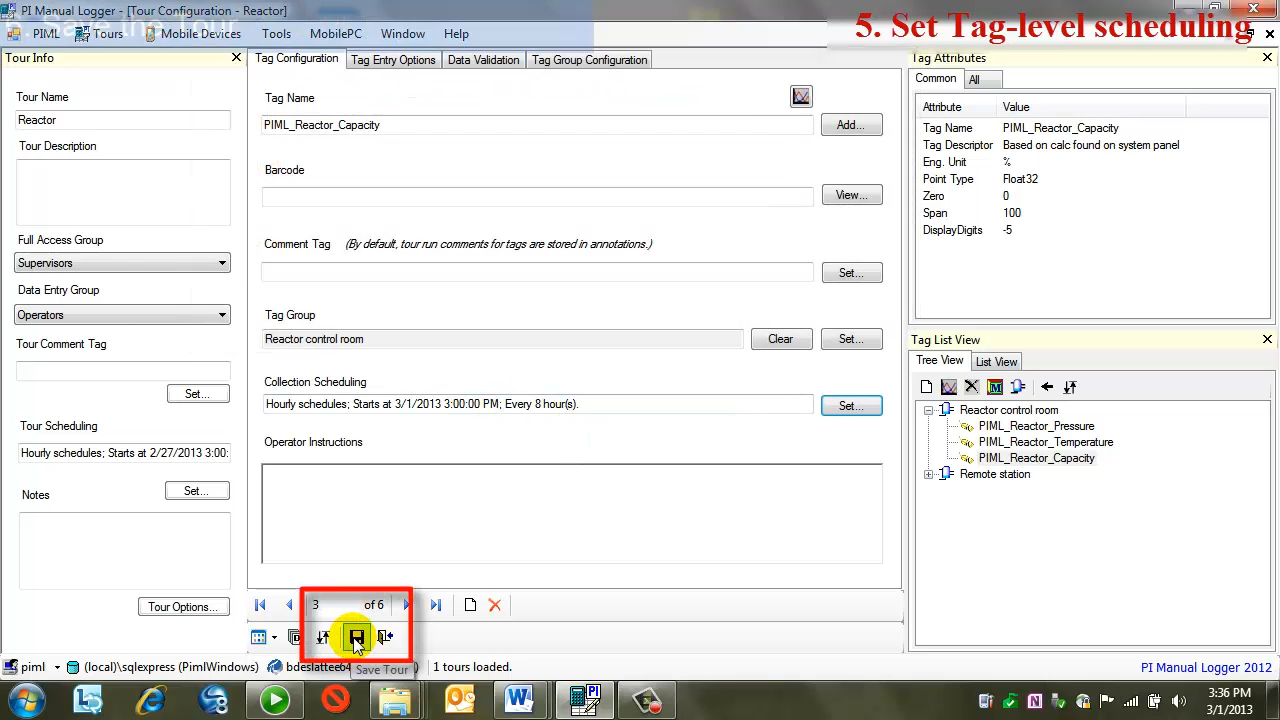 PI Manual Logger - [Tour Configuration - Reactor]
6. Save the Tour
5. Set Tag-level scheduling
PIML Tours Mobile Devices Tools MobilePC Window Help
Tour Info
Tour Name
Reactor
Tour Description
Full Access Group
Supervisors
Data Entry Group
Operators
Tour Comment Tag
Set...
Tour Scheduling
Hourly schedules; Starts at 2/27/2013 3:00:
Set...
Notes
Tour Options...
Tag Configuration Tag Entry Options Data Validation Tag Group Configuration
Tag Name
PIML_Reactor_Capacity Add...
Barcode
View...
Comment Tag (By default, tour run comments for tags are stored in annotations.)
Set...
Tag Group
Reactor control room Clear Set...
Collection Scheduling
Hourly schedules; Starts at 3/1/2013 3:00:00 PM; Every 8 hour(s). Set...
Operator Instructions
3 of 6
Save Tour
Tag Attributes
Common All
Attribute Value
Tag Name PIML_Reactor_Capacity
Tag Descriptor Based on calc found on system panel
Eng. Unit %
Point Type Float32
Zero 0
Span 100
DisplayDigits -5
Tag List View
Tree View List View
Reactor control room
PIML_Reactor_Pressure
PIML_Reactor_Temperature
PIML_Reactor_Capacity
Remote station
piml (local)\sqlexpress (PimlWindows) bdeslattee64 1 tours loaded. PI Manual Logger 2012
3:36 PM
3/1/2013